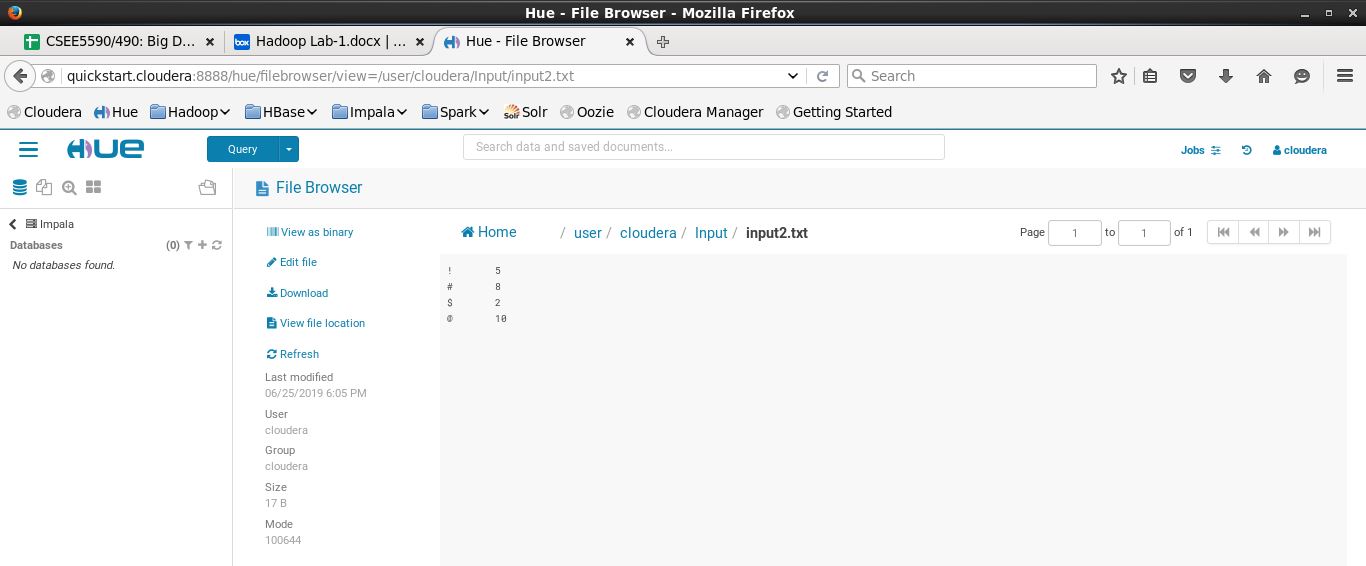 Hue - File Browser - Mozilla Firefox
CSEE5590/490: Big D... Hadoop Lab-1.docx | ... Hue - File Browser
quickstart.cloudera:8888/hue/filebrowser/view=/user/cloudera/Input/input2.txt Search
Cloudera Hue Hadoop HBase Impala Spark Solr Oozie Cloudera Manager Getting Started
HUE Query Search data and saved documents... Jobs cloudera
File Browser
Impala
Databases (0)
No databases found.
View as binary
Edit file
Download
View file location
Refresh
Last modified
06/25/2019 6:05 PM
User
cloudera
Group
cloudera
Size
17 B
Mode
100644
Home / user / cloudera / Input / input2.txt Page 1 to 1 of 1
! 5
# 8
$ 2
@ 10